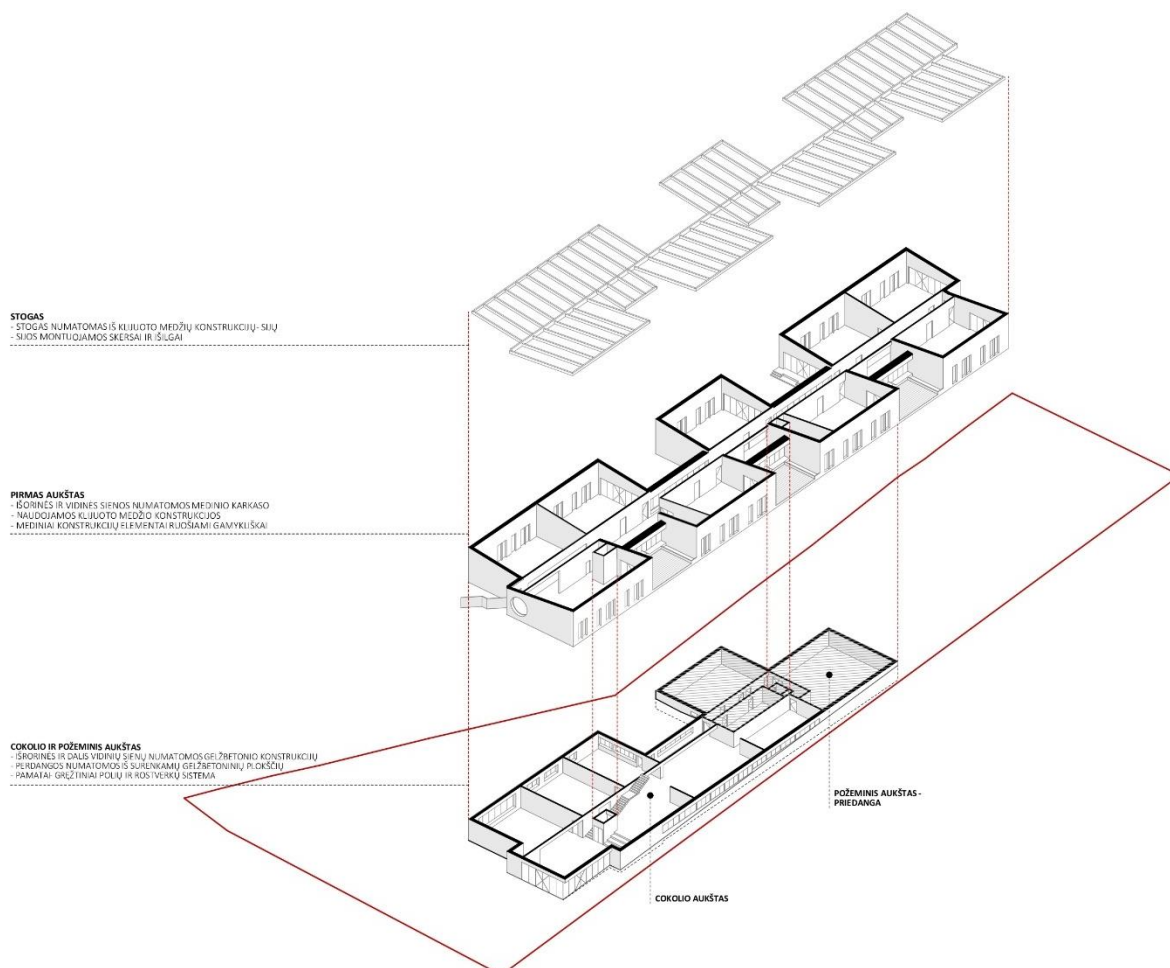 STOGAS
- STOGAS NUMATOMAS IŠ KLIJUOTO MEDŽIŲ KONSTRUKCIJŲ- SIJŲ
- SIJOS MONTUOJAMOS SKERSAI IR IŠILGAI
PIRMAS AUKŠTAS
- IŠORINĖS IR VIDINĖS SIENOS NUMATOMOS MEDINIO KARKASO
- NAUDOJAMOS KLIJUOTO MEDŽIO KONSTRUKCIJOS
- MEDINIAI KONSTRUKCIJŲ ELEMENTAI RUOŠIAMI GAMYKLIŠKAI
COKOLIO IR POŽEMINIS AUKŠTAS
- IŠRORINĖS IR DALIS VIDINIŲ SIENŲ NUMATOMOS GELŽBETONIO KONSTRUKCIJŲ
- PERDANGOS NUMATOMOS IŠ SURENKAMŲ GELŽBETONINIŲ PLOKŠČIŲ
- PAMATAI- GRĘŽTINIAI POLIŲ IR ROSTVERKŲ SISTEMA
POŽEMINIS AUKŠTAS -
PRIEDANGA
COKOLIO AUKŠTAS